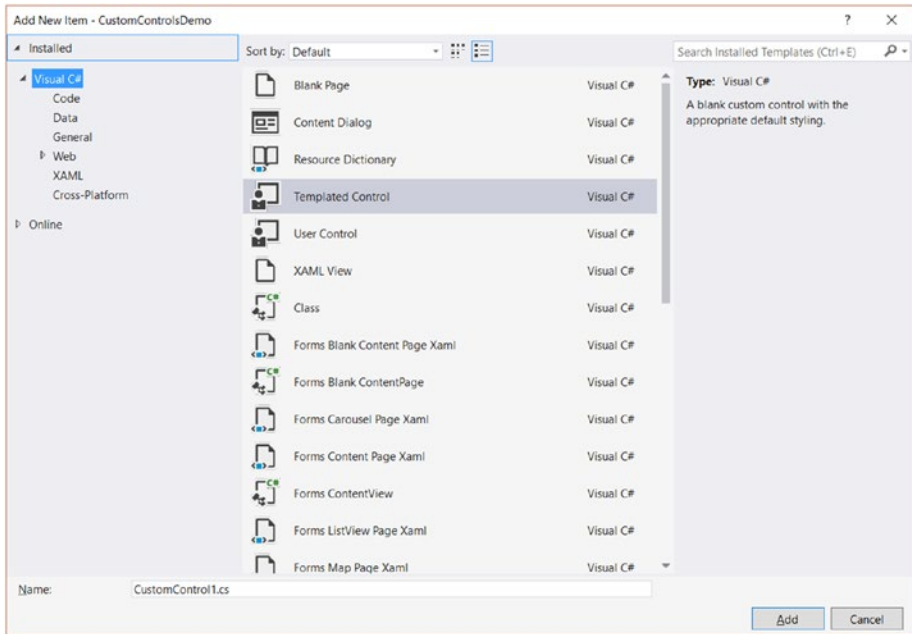 Add New Item - CustomControlsDemo
? ×
Installed
Sort by: Default
Search Installed Templates (Ctrl+E)
Visual C#
Code
Data
General
Web
XAML
Cross-Platform
Online
Blank Page Visual C#
Content Dialog Visual C#
Resource Dictionary Visual C#
Templated Control Visual C#
User Control Visual C#
XAML View Visual C#
Class Visual C#
Forms Blank Content Page Xaml Visual C#
Forms Blank ContentPage Visual C#
Forms Carousel Page Xaml Visual C#
Forms Content Page Xaml Visual C#
Forms ContentView Visual C#
Forms ListView Page Xaml Visual C#
Forms Map Page Xaml Visual C#
Type: Visual C#
A blank custom control with the
appropriate default styling.
Name: CustomControl1.cs
Add Cancel